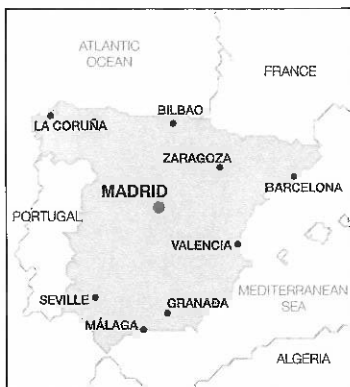 ATLANTIC
OCEAN
FRANCE
BILBAO
LA CORUÑA
ZARAGOZA
BARCELONA
MADRID
PORTUGAL
VALENCIA
MEDITERRANEAN
SEA
SEVILLE
GRANADA
MÁLAGA
ALGERIA